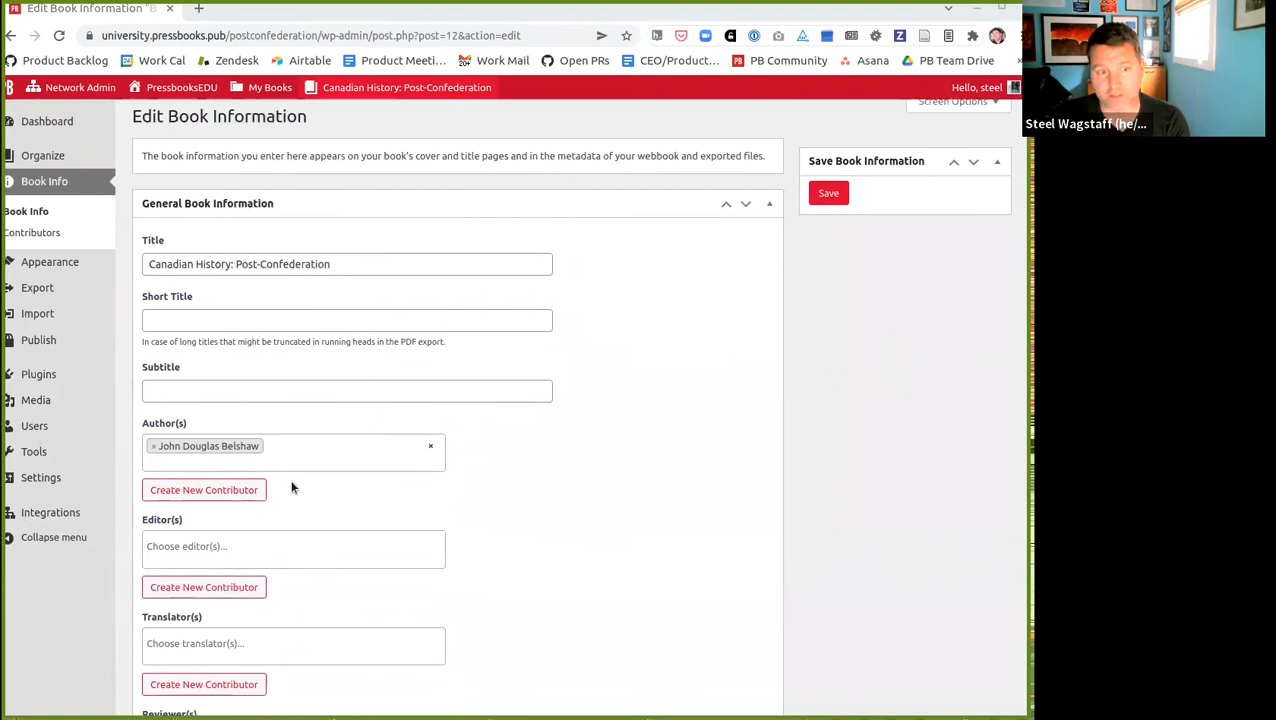 PB Edit Book Information "B
university.pressbooks.pub/postconfederation/wp-admin/post.php?post=12&action=edit
Product Backlog Work Cal Zendesk Airtable Product Meeti... Work Mail Open PRs CEO/Product... PB Community Asana PB Team Drive
Network Admin PressbooksEDU My Books Canadian History: Post-Confederation Hello, steel
Steel Wagstaff (he/...
Screen Options
Dashboard
Organize
Book Info
Book Info
Contributors
Appearance
Export
Import
Publish
Plugins
Media
Users
Tools
Settings
Integrations
Collapse menu
Edit Book Information
The book information you enter here appears on your book's cover and title pages and in the metadata of your webbook and exported files.
General Book Information
Title
Canadian History: Post-Confederation
Short Title
In case of long titles that might be truncated in running heads in the PDF export.
Subtitle
Author(s)
× John Douglas Belshaw ×
Create New Contributor
Editor(s)
Choose editor(s)...
Create New Contributor
Translator(s)
Choose translator(s)...
Create New Contributor
Reviewer(s)
Save Book Information
Save